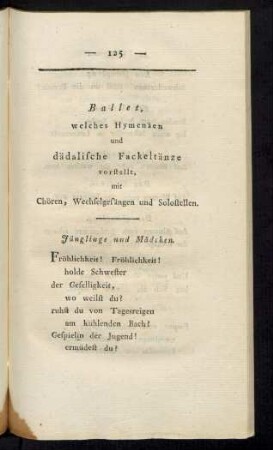 — 125 —
Ballet,
welches Hymenäen
und
dädalische Fackeltänze
vorstellt,
mit
Chören, Wechselgesängen und Solostellen.
Jünglinge und Mädchen.
Fröhlichkeit! Fröhlichkeit!
holde Schwester
der Geselligkeit,
wo weilst du?
ruhst du von Tagesreigen
am kühlenden Bach?
Gespielin der Jugend!
ermüdest du?